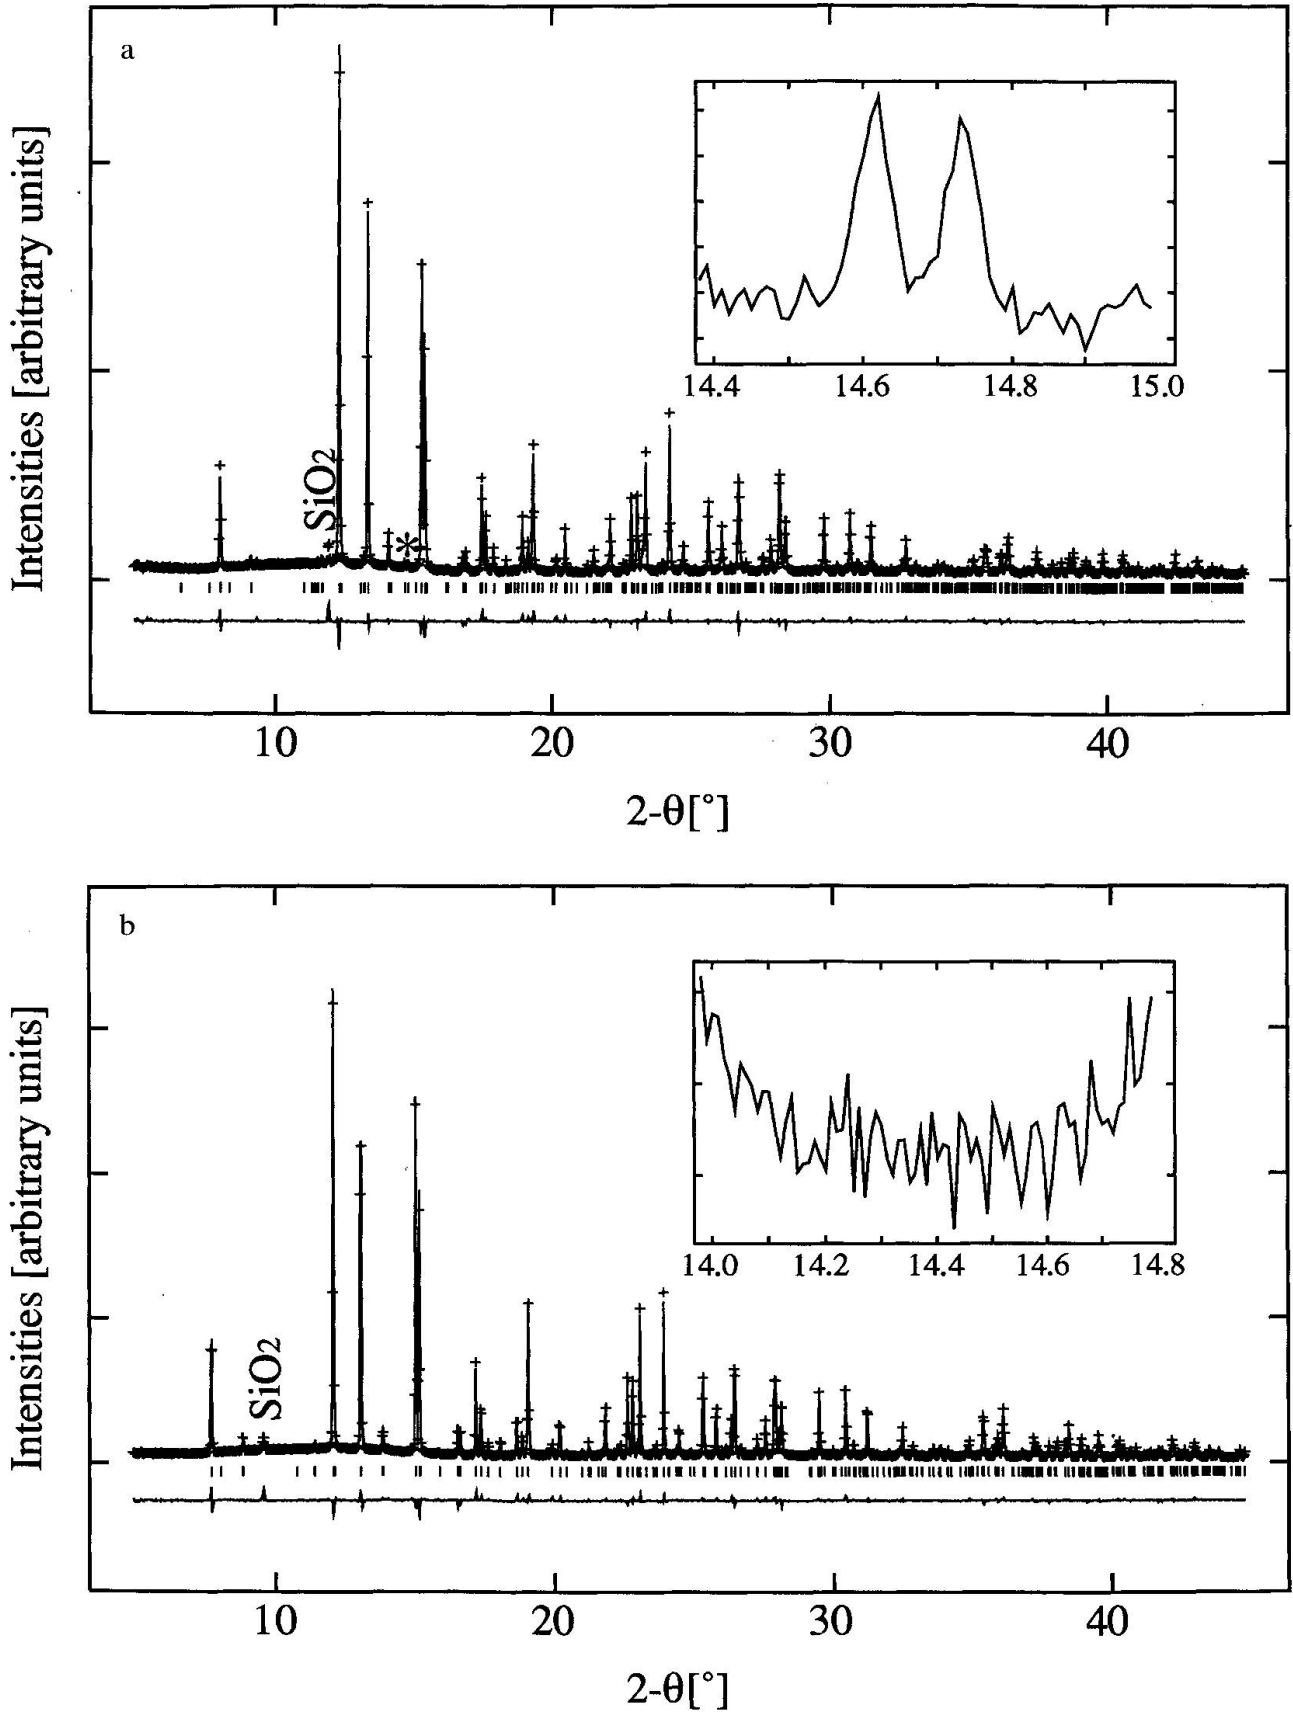 a
Intensities [arbitrary units]
SiO2
*
14.4 14.6 14.8 15.0
10 20 30 40
2-θ[°]
b
Intensities [arbitrary units]
SiO2
14.0 14.2 14.4 14.6 14.8
10 20 30 40
2-θ[°]